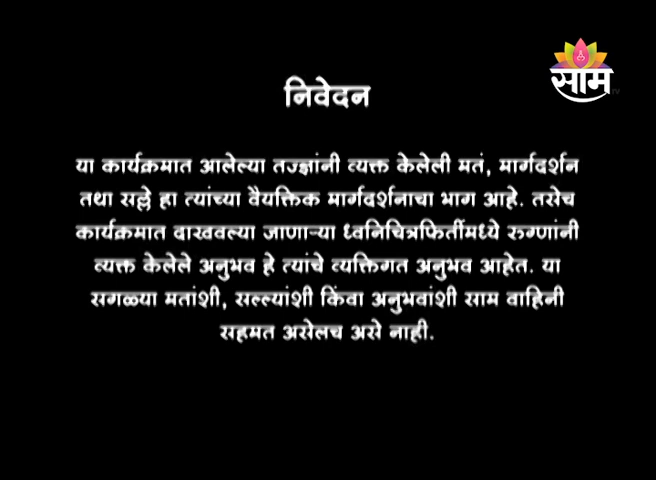 साम
निवेदन
या कार्यक्रमात आलेल्या तज्ज्ञांनी व्यक्त केलेली मतं, मार्गदर्शन
तथा सल्ले हा त्यांच्या वैयक्तिक मार्गदर्शनाचा भाग आहे. तसेच
कार्यक्रमात दाखवल्या जाणाऱ्या ध्वनिचित्रफितींमध्ये रुग्णांनी
व्यक्त केलेले अनुभव हे त्यांचे व्यक्तिगत अनुभव आहेत. या
सगळ्या मतांशी, सल्ल्यांशी किंवा अनुभवांशी साम वाहिनी
सहमत असेलच असे नाही.